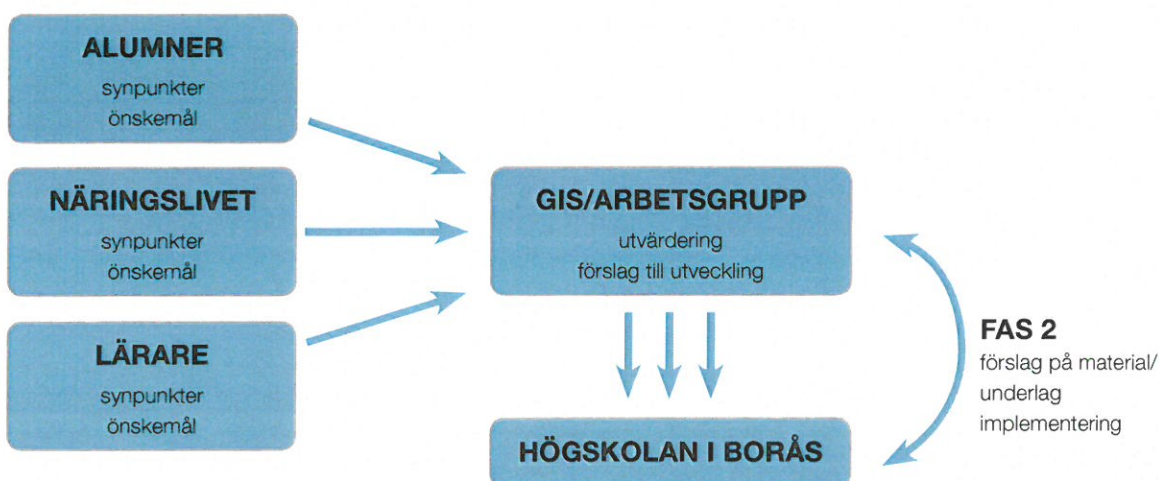 ALUMNER
synpunkter
önskemål
NÄRINGSLIVET
synpunkter
önskemål
LÄRARE
synpunkter
önskemål
GIS/ARBETSGRUPP
utvärdering
förslag till utveckling
HÖGSKOLAN I BORÅS
FAS 2
förslag på material/
underlag
implementering